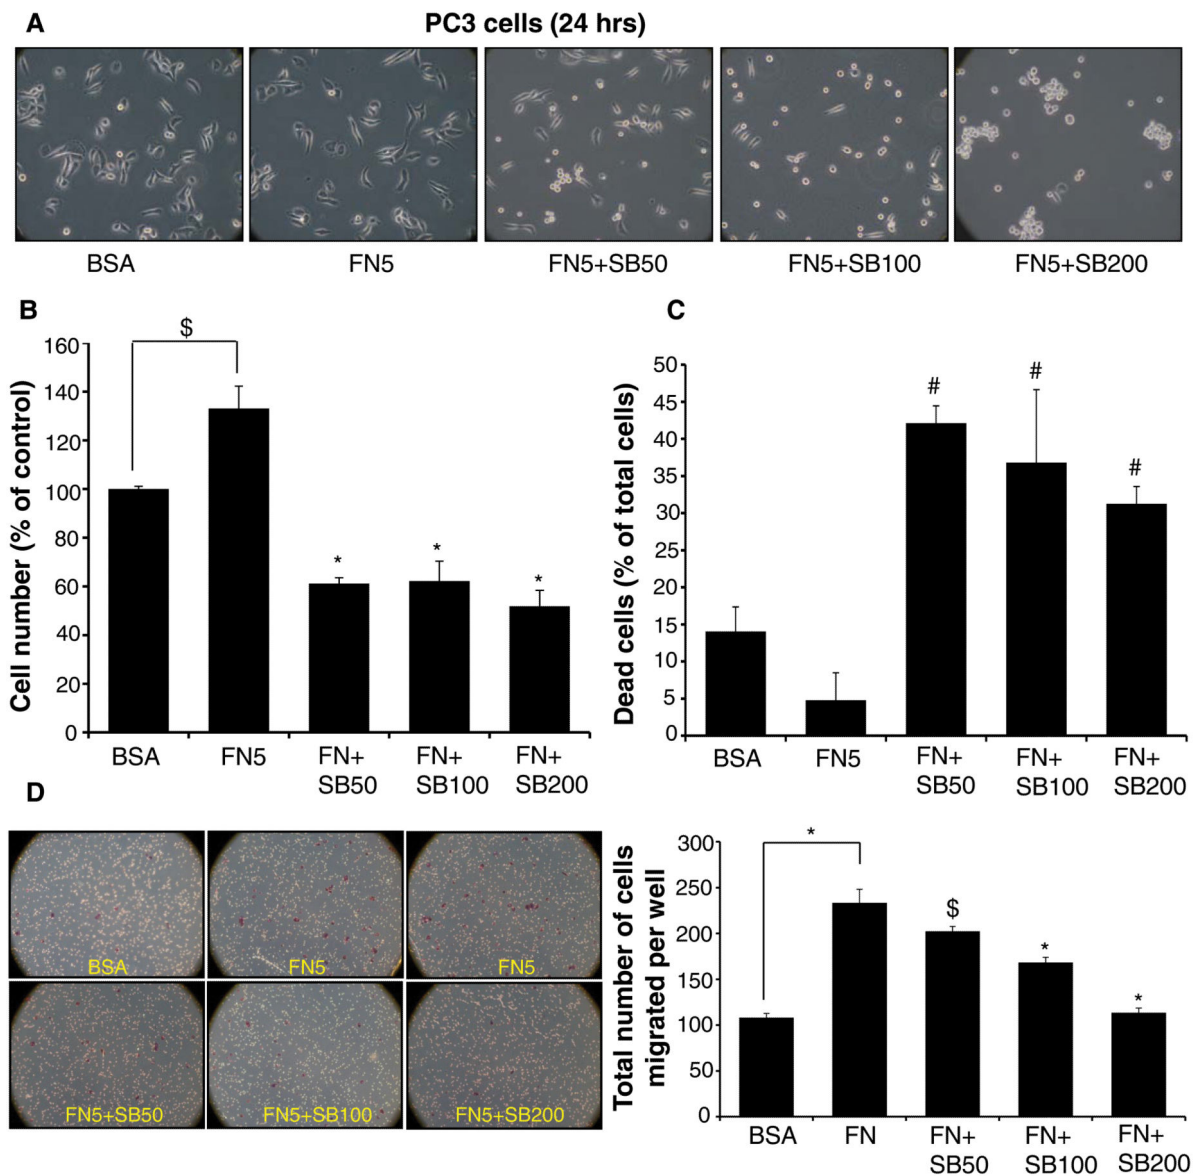 A
PC3 cells (24 hrs)
BSA
FN5
FN5+SB50
FN5+SB100
FN5+SB200
B
Cell number (% of control)
160
140
120
100
80
60
40
20
0
$
*
*
*
BSA
FN5
FN+
SB50
FN+
SB100
FN+
SB200
C
Dead cells (% of total cells)
50
45
40
35
30
25
20
15
10
5
0
#
#
#
BSA
FN5
FN+
SB50
FN+
SB100
FN+
SB200
D
BSA
FN5
FN5
FN5+SB50
FN5+SB100
FN5+SB200
Total number of cells
migrated per well
300
250
200
150
100
50
0
*
$
*
*
BSA
FN
FN+
SB50
FN+
SB100
FN+
SB200